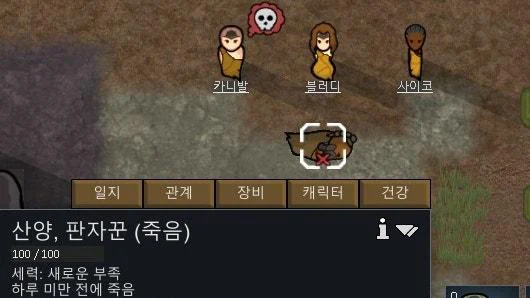 카니발 블러디 사이코
일지 관계 장비 캐릭터 건강
산양, 판자꾼 (죽음)
100 / 100
세력: 새로운 부족
하루 미만 전에 죽음